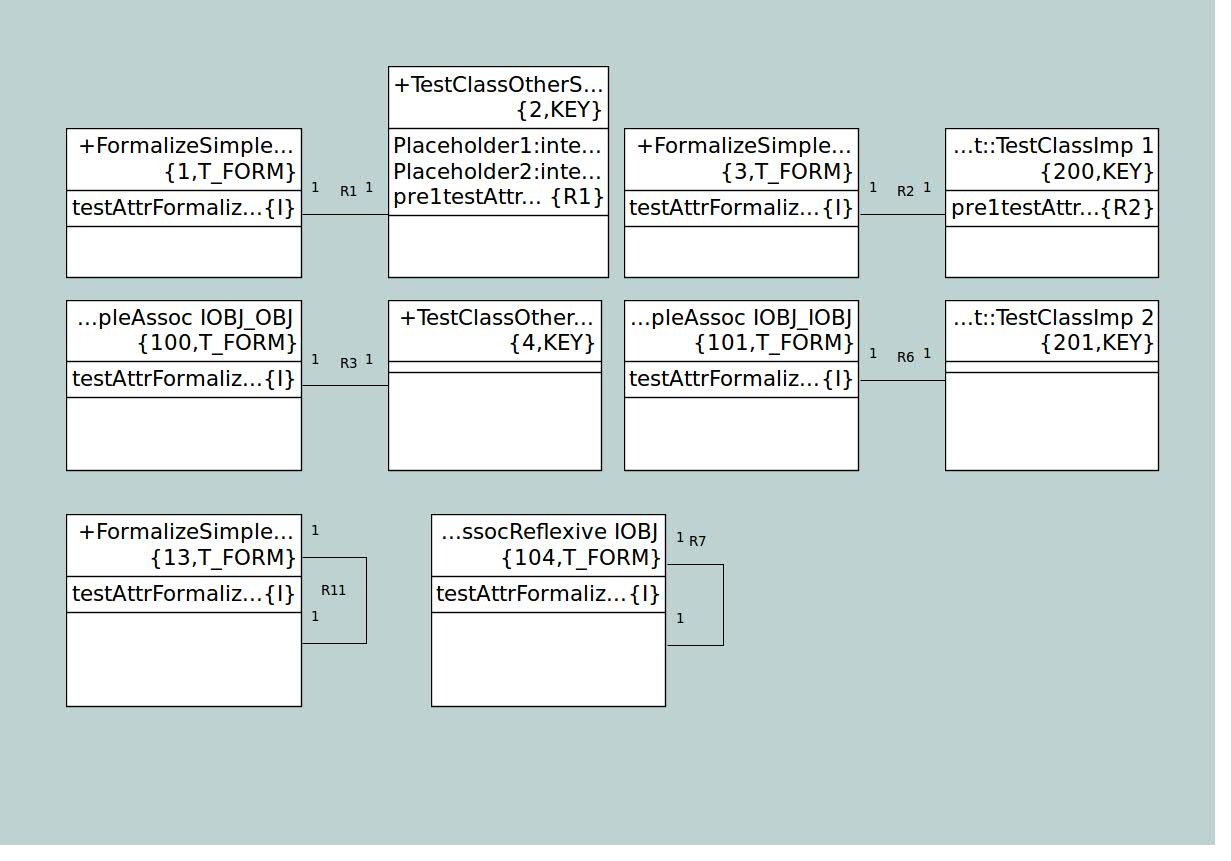 +TestClassOtherS...
{2,KEY}
Placeholder1:inte...
Placeholder2:inte...
pre1testAttr... {R1}
+FormalizeSimple...
{1,T_FORM}
testAttrFormaliz...{I}
1 R1 1
+FormalizeSimple...
{3,T_FORM}
testAttrFormaliz...{I}
1 R2 1
...t::TestClassImp 1
{200,KEY}
pre1testAttr...{R2}
...pleAssoc IOBJ_OBJ
{100,T_FORM}
testAttrFormaliz...{I}
1 R3 1
+TestClassOther...
{4,KEY}
...pleAssoc IOBJ_IOBJ
{101,T_FORM}
testAttrFormaliz...{I}
1 R6 1
...t::TestClassImp 2
{201,KEY}
+FormalizeSimple...
{13,T_FORM}
testAttrFormaliz...{I}
1
R11
1
...ssocReflexive IOBJ
{104,T_FORM}
testAttrFormaliz...{I}
1 R7
1